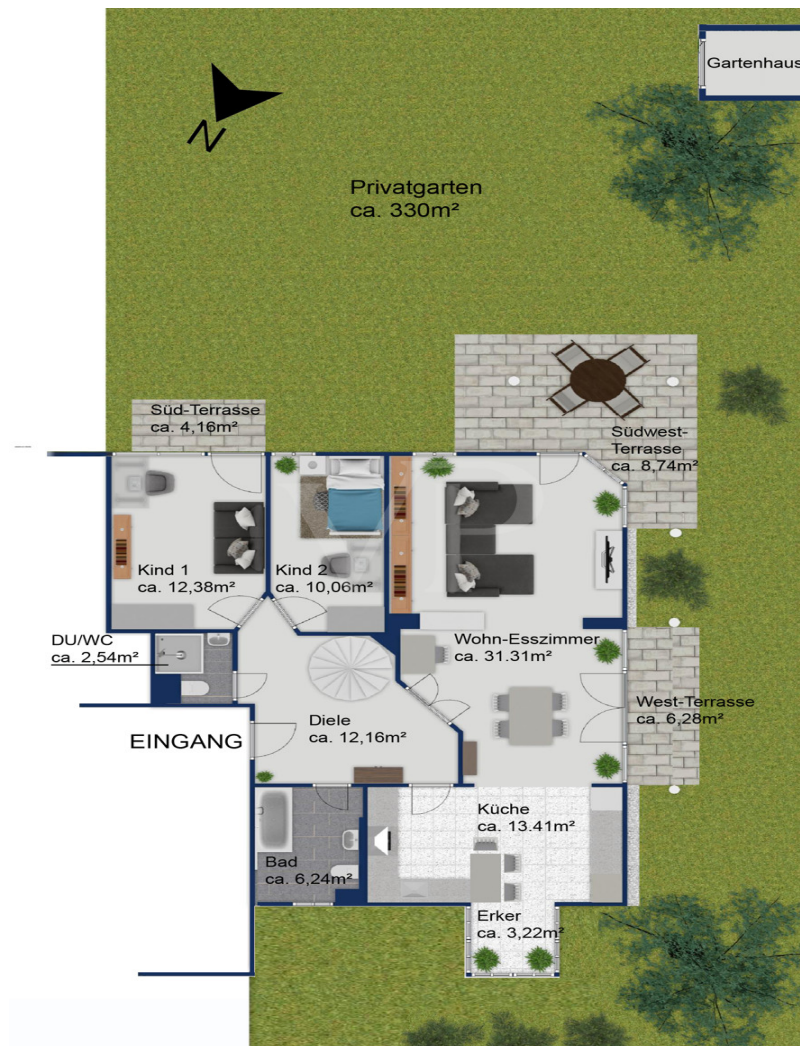 Gartenhaus
N
Privatgarten
ca. 330m²
Süd-Terrasse
ca. 4,16m²
Südwest-
Terrasse
ca. 8,74m²
Kind 1
ca. 12,38m²
Kind 2
ca. 10,06m²
DU/WC
ca. 2,54m²
Wohn-Esszimmer
ca. 31.31m²
West-Terrasse
ca. 6,28m²
Diele
ca. 12,16m²
EINGANG
Küche
ca. 13.41m²
Bad
ca. 6,24m²
Erker
ca. 3,22m²